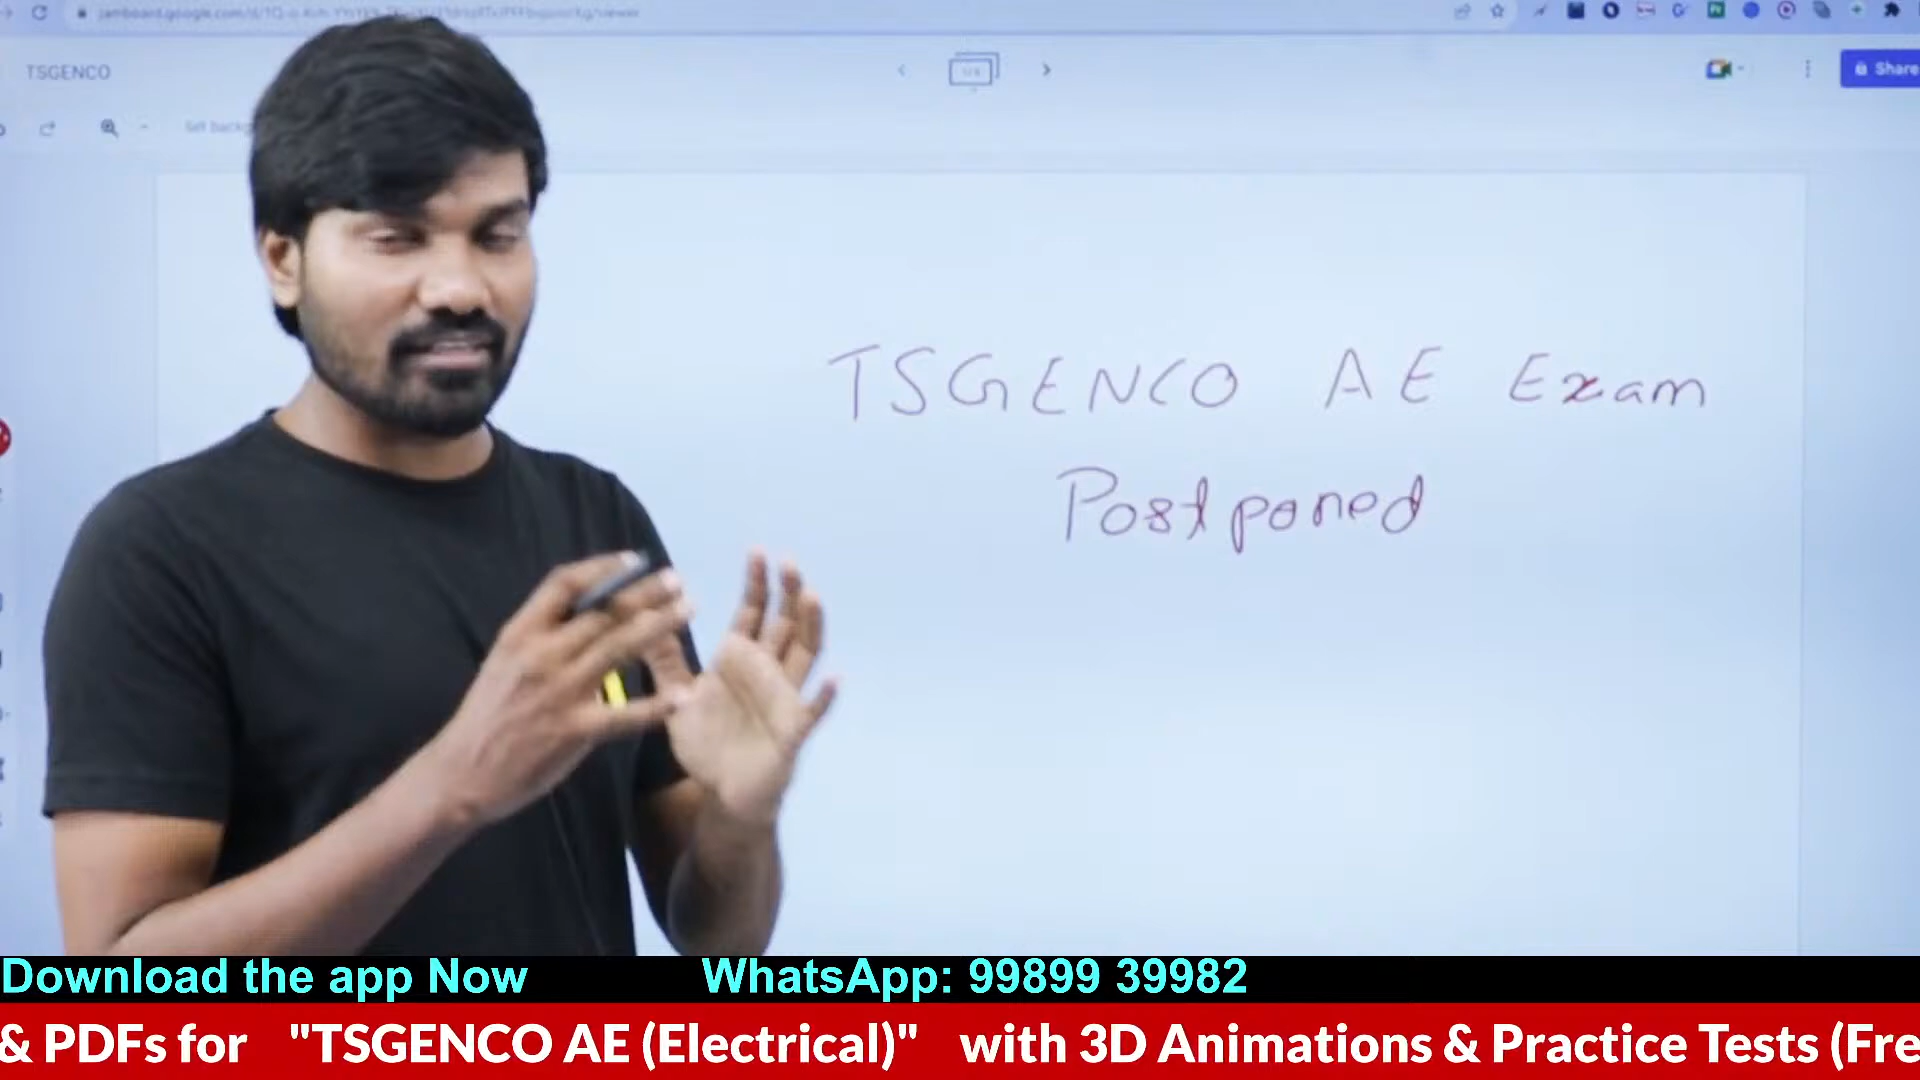 TSGENCO
Share
TSGENCO AE Exam
Postponed
Download the app Now WhatsApp: 99899 39982
& PDFs for "TSGENCO AE (Electrical)" with 3D Animations & Practice Tests (Fre